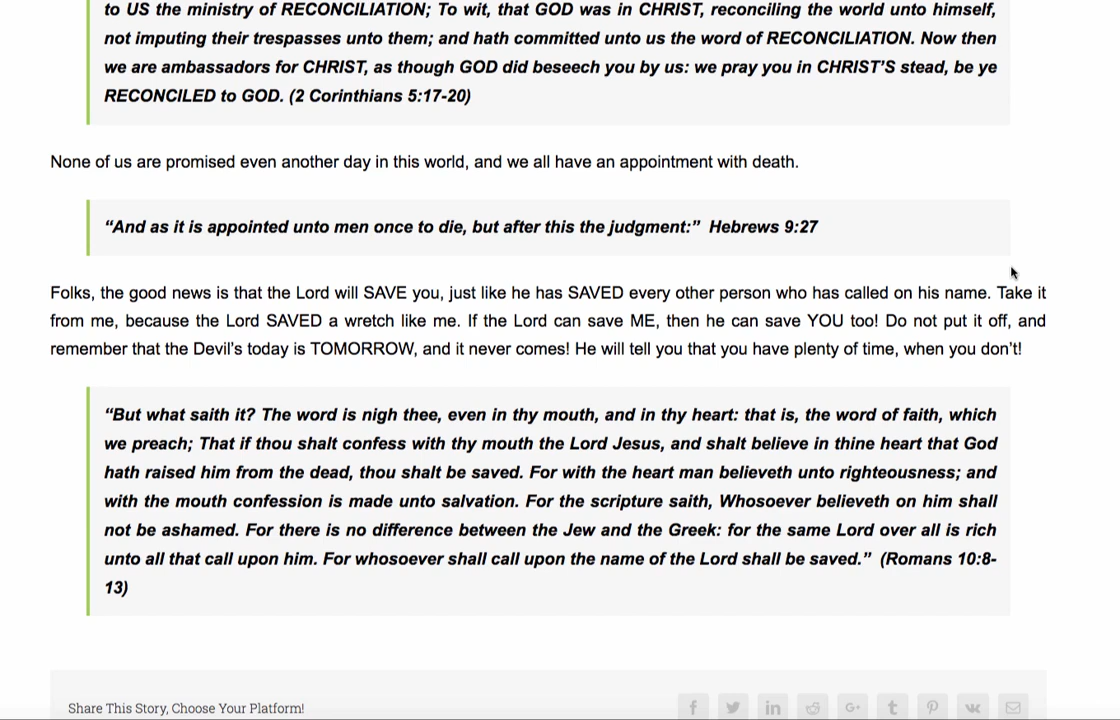 to US the ministry of RECONCILIATION; To wit, that GOD was in CHRIST, reconciling the world unto himself,
not imputing their trespasses unto them; and hath committed unto us the word of RECONCILIATION. Now then
we are ambassadors for CHRIST, as though GOD did beseech you by us: we pray you in CHRIST’S stead, be ye
RECONCILED to GOD. (2 Corinthians 5:17-20)
None of us are promised even another day in this world, and we all have an appointment with death.
“And as it is appointed unto men once to die, but after this the judgment:” Hebrews 9:27
Folks, the good news is that the Lord will SAVE you, just like he has SAVED every other person who has called on his name. Take it
from me, because the Lord SAVED a wretch like me. If the Lord can save ME, then he can save YOU too! Do not put it off, and
remember that the Devil’s today is TOMORROW, and it never comes! He will tell you that you have plenty of time, when you don’t!
“But what saith it? The word is nigh thee, even in thy mouth, and in thy heart: that is, the word of faith, which
we preach; That if thou shalt confess with thy mouth the Lord Jesus, and shalt believe in thine heart that God
hath raised him from the dead, thou shalt be saved. For with the heart man believeth unto righteousness; and
with the mouth confession is made unto salvation. For the scripture saith, Whosoever believeth on him shall
not be ashamed. For there is no difference between the Jew and the Greek: for the same Lord over all is rich
unto all that call upon him. For whosoever shall call upon the name of the Lord shall be saved.” (Romans 10:8-
13)
Share This Story, Choose Your Platform!